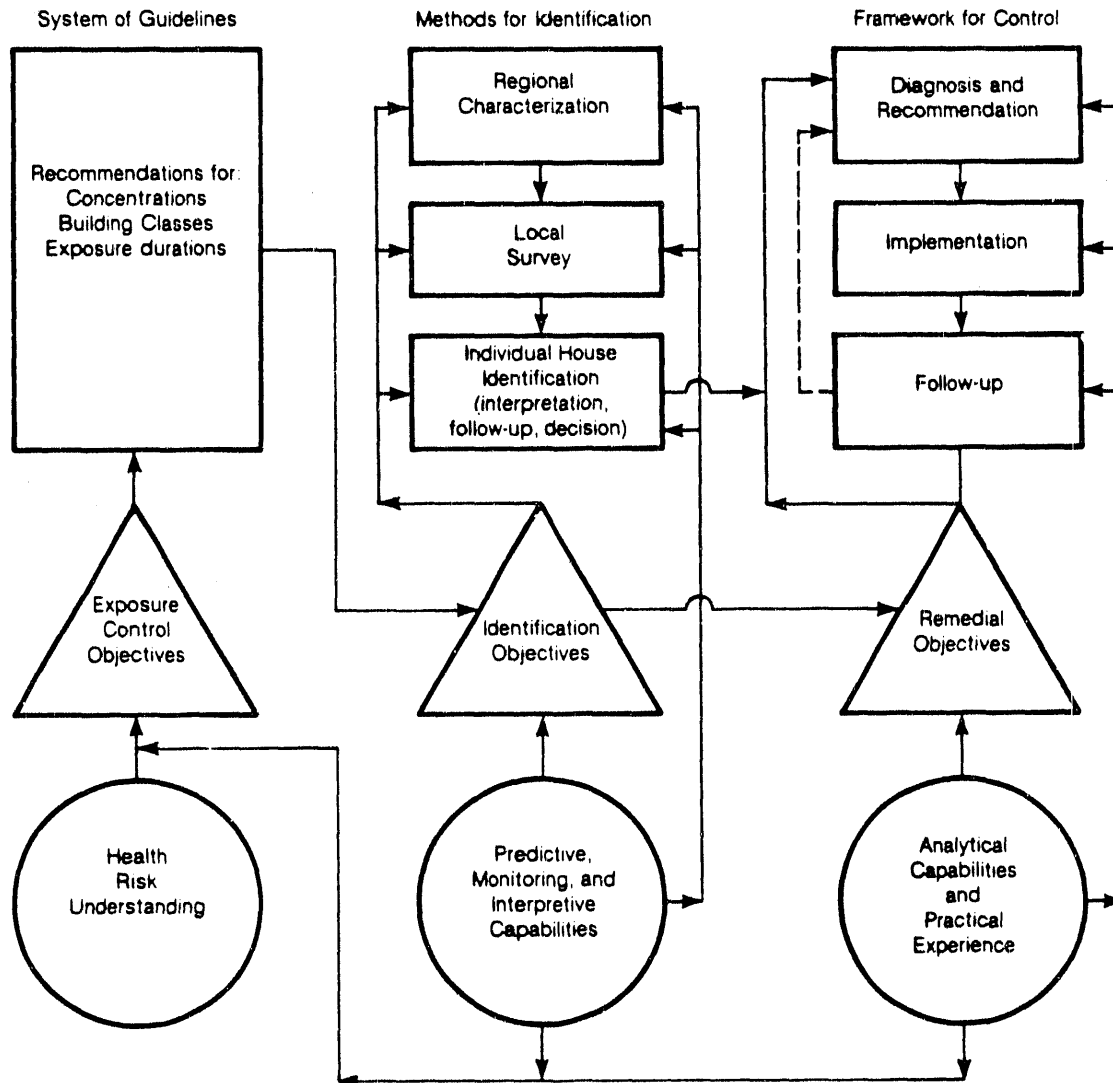 System of Guidelines
Methods for Identification
Framework for Control
Recommendations for:
Concentrations
Building Classes
Exposure durations
Regional
Characterization
Local
Survey
Individual House
Identification
(interpretation,
follow-up, decision)
Diagnosis and
Recommendation
Implementation
Follow-up
Exposure
Control
Objectives
Identification
Objectives
Remedial
Objectives
Health
Risk
Understanding
Predictive,
Monitoring, and
Interpretive
Capabilities
Analytical
Capabilities
and
Practical
Experience